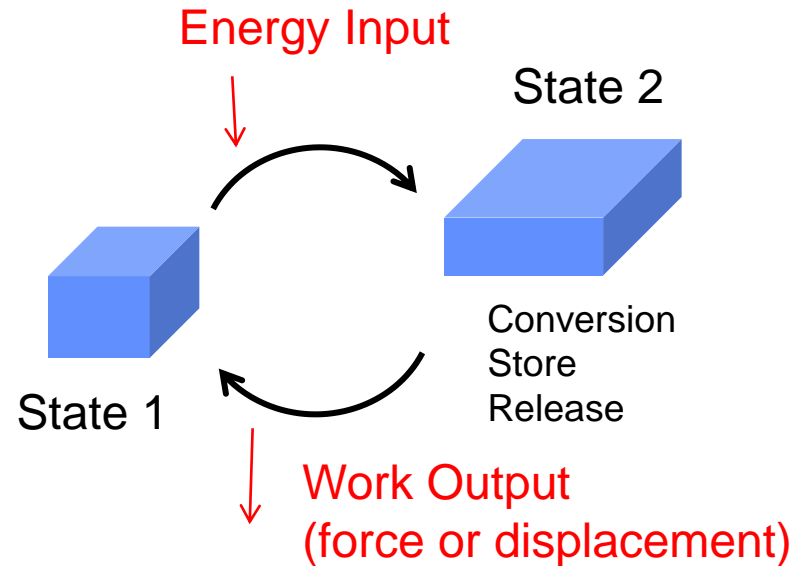 Energy Input
State 2
State 1
Conversion
Store
Release
Work Output
(force or displacement)